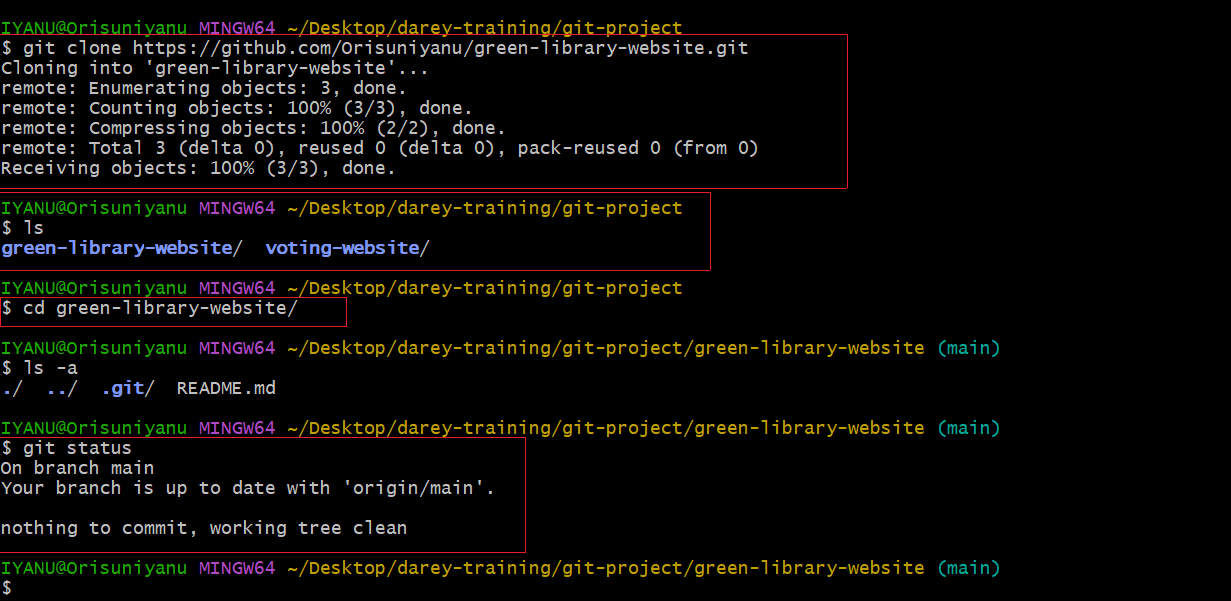 IYANU@Orisuniyanu MINGW64 ~/Desktop/darey-training/git-project
$ git clone https://github.com/Orisuniyanu/green-library-website.git
Cloning into 'green-library-website'...
remote: Enumerating objects: 3, done.
remote: Counting objects: 100% (3/3), done.
remote: Compressing objects: 100% (2/2), done.
remote: Total 3 (delta 0), reused 0 (delta 0), pack-reused 0 (from 0)
Receiving objects: 100% (3/3), done.
IYANU@Orisuniyanu MINGW64 ~/Desktop/darey-training/git-project
$ ls
green-library-website/  voting-website/
IYANU@Orisuniyanu MINGW64 ~/Desktop/darey-training/git-project
$ cd green-library-website/
IYANU@Orisuniyanu MINGW64 ~/Desktop/darey-training/git-project/green-library-website (main)
$ ls -a
./  ../  .git/  README.md
IYANU@Orisuniyanu MINGW64 ~/Desktop/darey-training/git-project/green-library-website (main)
$ git status
On branch main
Your branch is up to date with 'origin/main'.
nothing to commit, working tree clean
IYANU@Orisuniyanu MINGW64 ~/Desktop/darey-training/git-project/green-library-website (main)
$